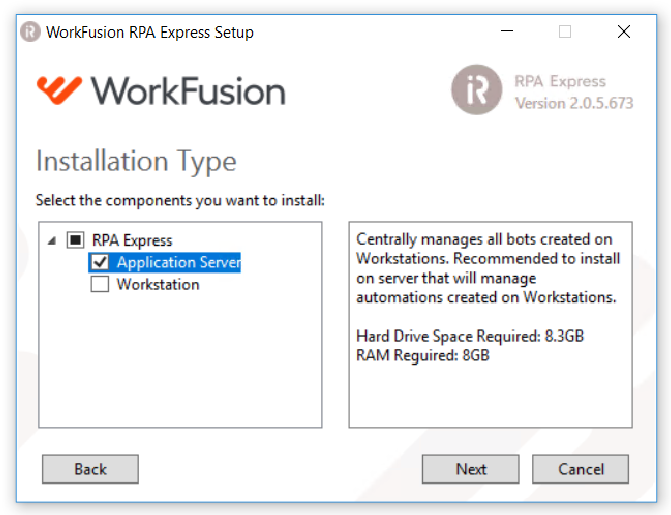 WorkFusion RPA Express Setup
WorkFusion
RPA Express
Version 2.0.5.673
Installation Type
Select the components you want to install:
RPA Express
Application Server
Workstation
Centrally manages all bots created on
Workstations. Recommended to install
on server that will manage
automations created on Workstations.
Hard Drive Space Required: 8.3GB
RAM Required: 8GB
Back
Next
Cancel